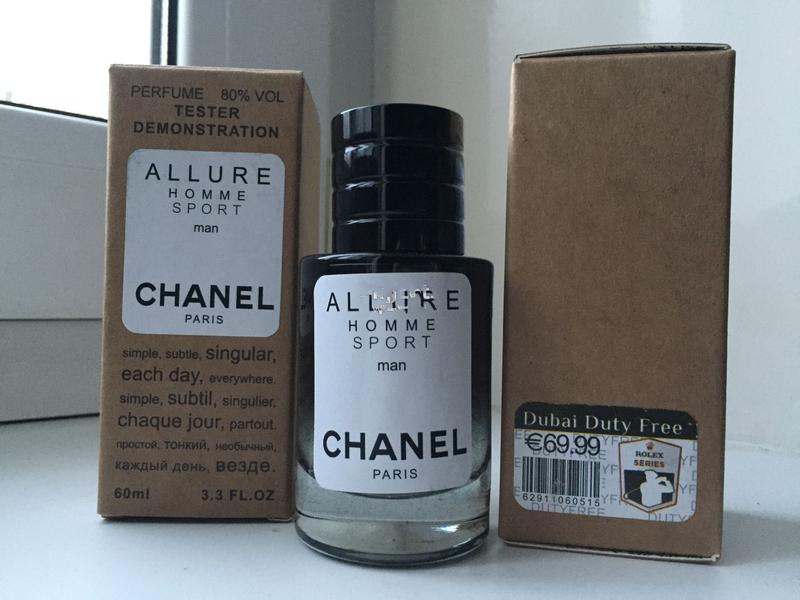 PERFUME 80% VOL
TESTER
DEMONSTRATION
ALLURE
HOMME
SPORT
man
CHANEL
PARIS
simple, subtle, singular,
each day, everywhere.
simple, subtil, singulier,
chaque jour, partout.
простой, тонкий, необычный,
каждый день, везде.
60ml 3.3 FL.OZ
ALLURE
HOMME
SPORT
man
CHANEL
PARIS
Dubai Duty Free
€69,99
ROLEX
SERIES
62911060515
DUTYFREE